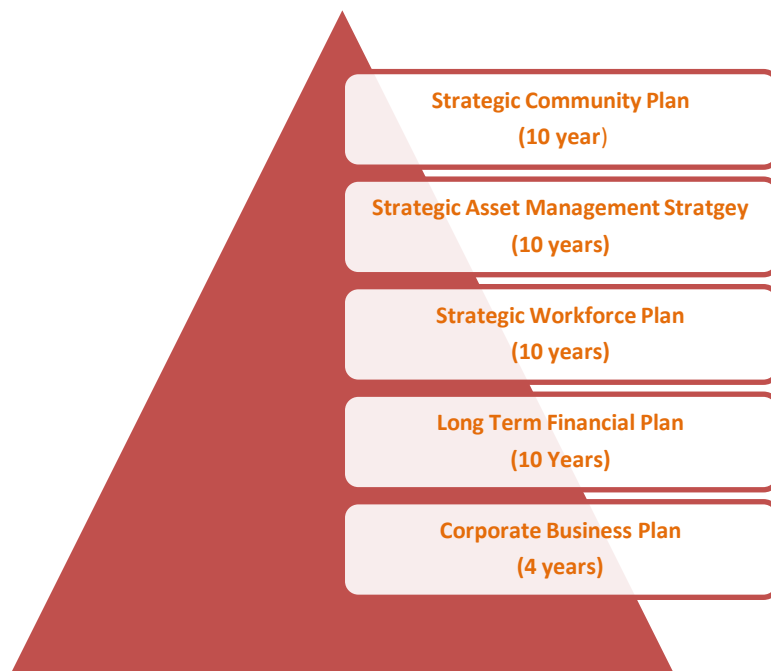 Strategic Community Plan
(10 year)
Strategic Asset Management Stratgey
(10 years)
Strategic Workforce Plan
(10 years)
Long Term Financial Plan
(10 Years)
Corporate Business Plan
(4 years)